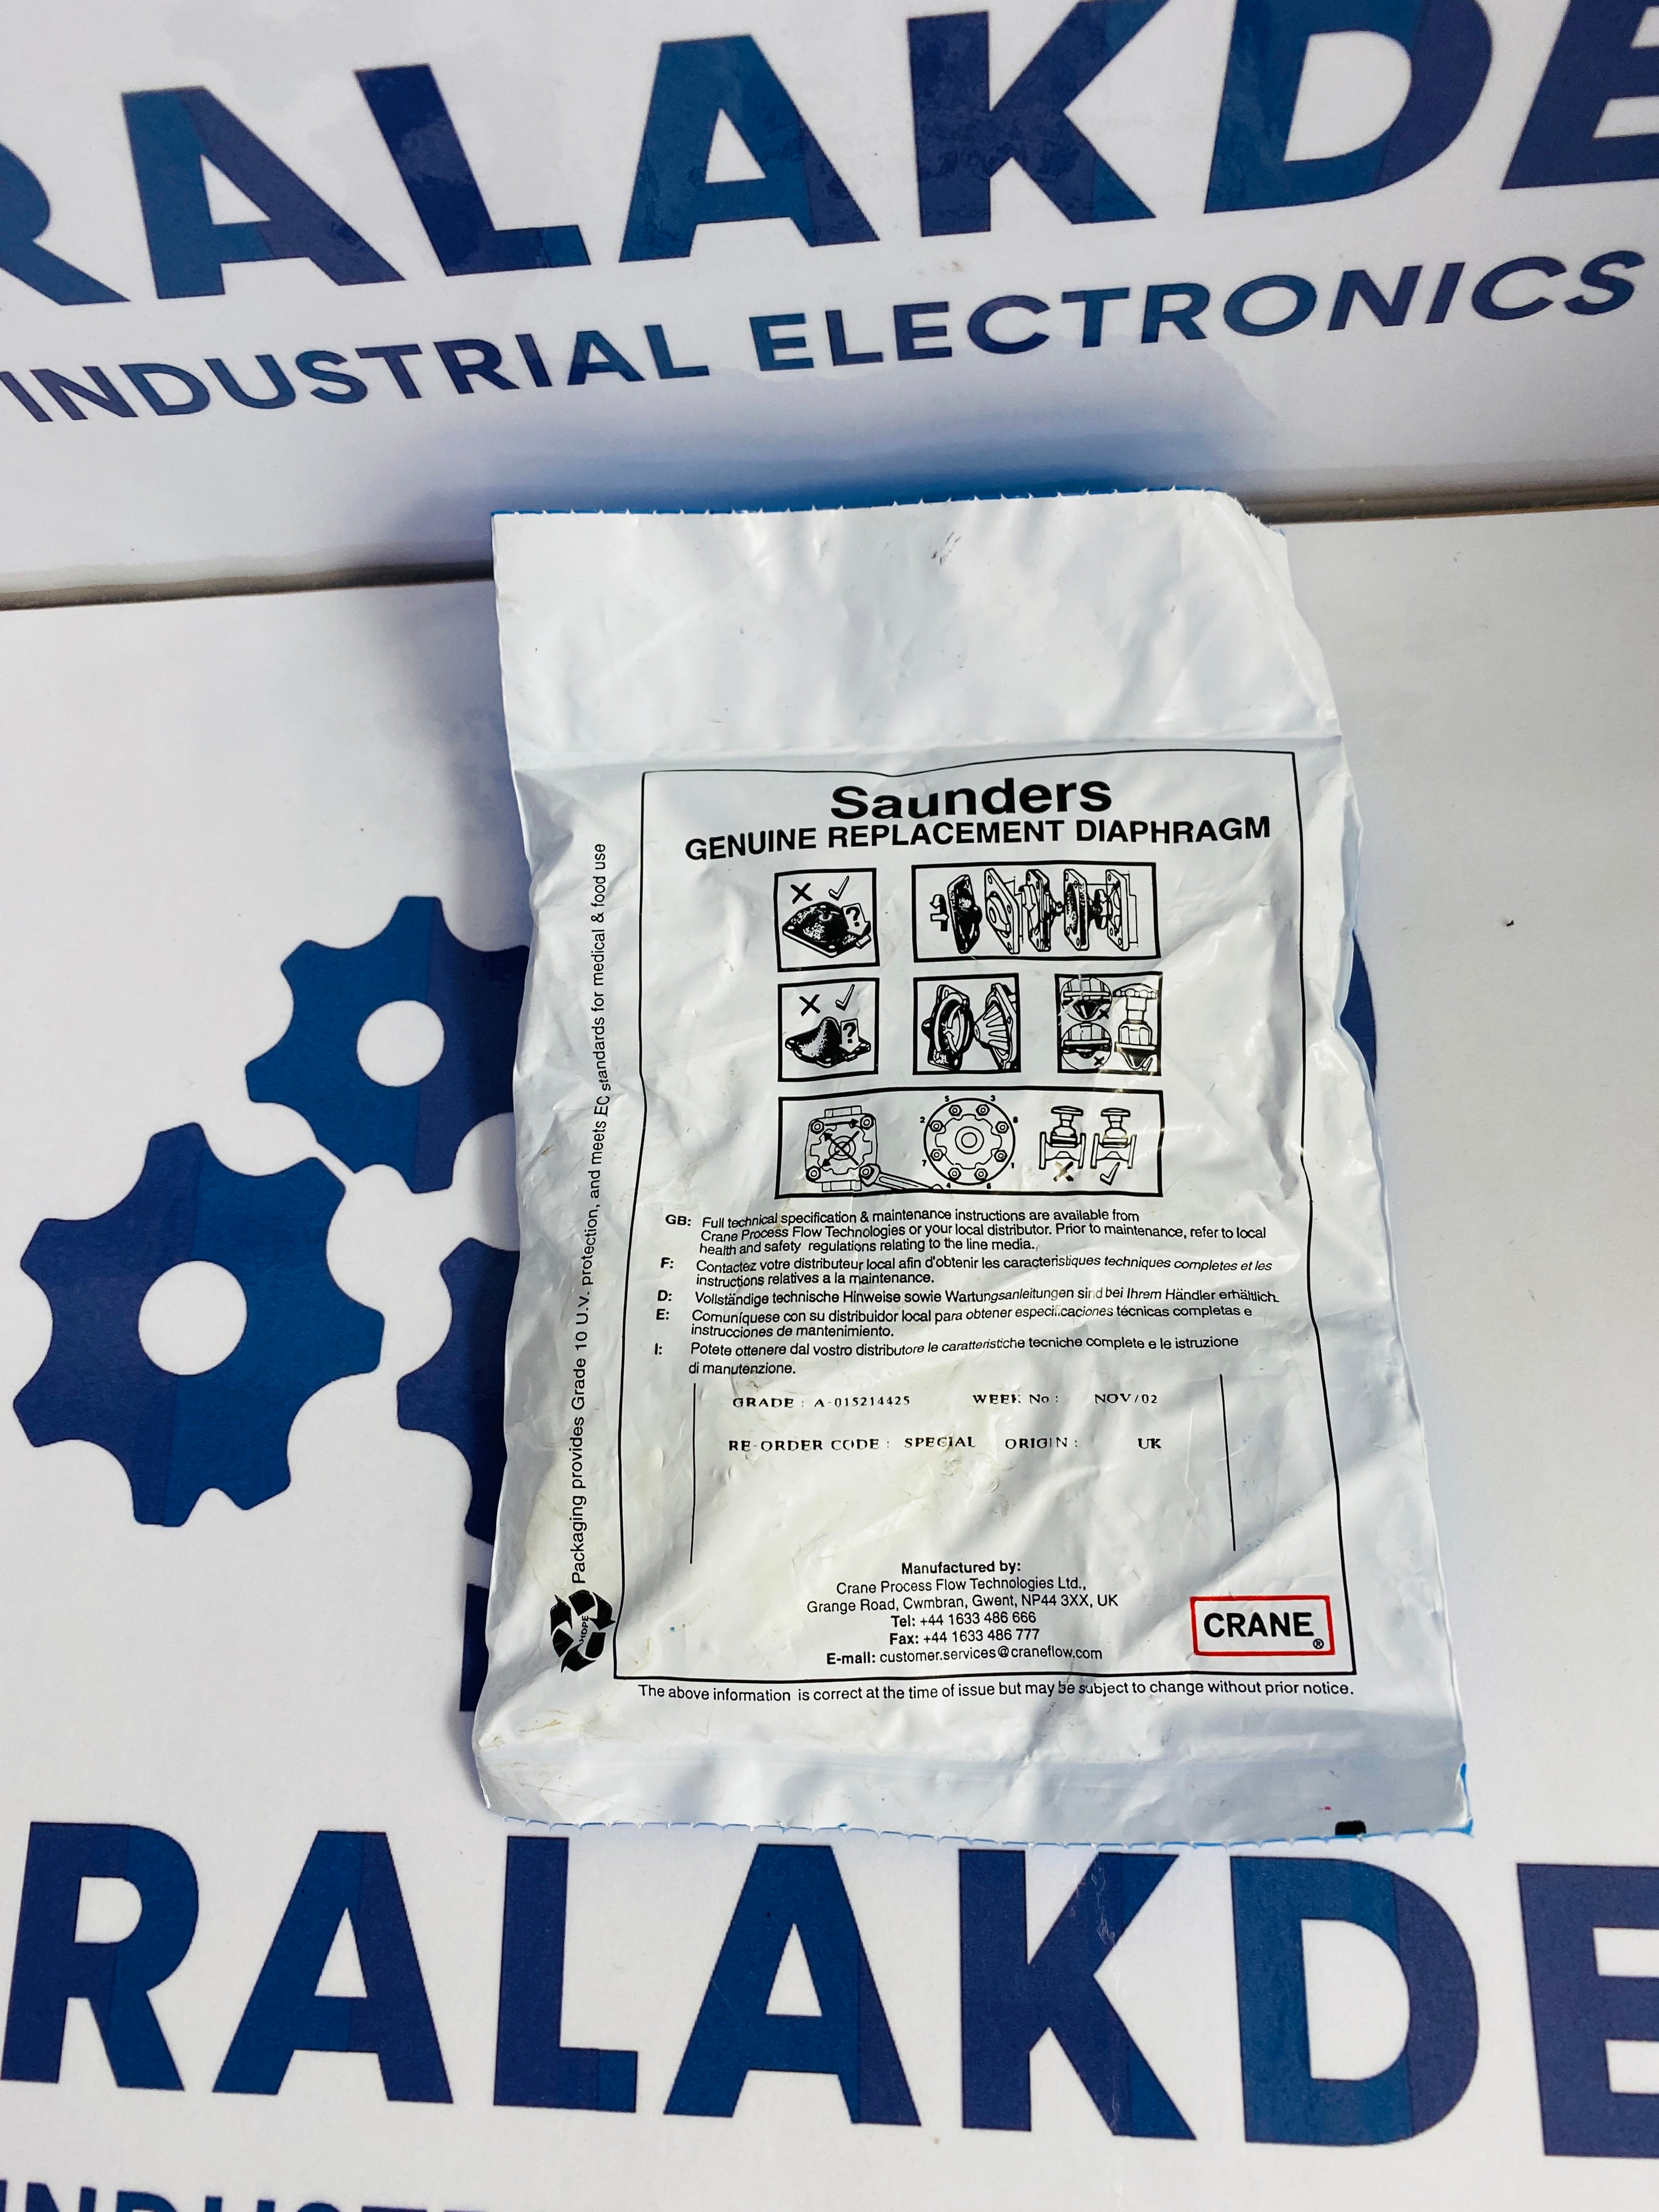 RALAKDE
INDUSTRIAL ELECTRONICS
Saunders
GENUINE REPLACEMENT DIAPHRAGM
Packaging provides Grade 10 U.V. protection, and meets EC standards for medical & food use
HDPE
GB: Full technical specification & maintenance instructions are available from
Crane Process Flow Technologies or your local distributor. Prior to maintenance, refer to local
health and safety regulations relating to the line media.
F: Contactez votre distributeur local afin d'obtenir les caracteristiques techniques completes et les
instructions relatives a la maintenance.
D: Vollständige technische Hinweise sowie Wartungsanleitungen sind bei Ihrem Händler erhältlich.
E: Comuníquese con su distribuidor local para obtener especificaciones técnicas completas e
instrucciones de mantenimiento.
I: Potete ottenere dal vostro distributore le caratteristiche tecniche complete e le istruzione
di manutenzione.
GRADE : A-015214425 WEEK No : NOV/02
RE-ORDER CODE : SPECIAL ORIGIN : UK
Manufactured by:
Crane Process Flow Technologies Ltd.,
Grange Road, Cwmbran, Gwent, NP44 3XX, UK
Tel: +44 1633 486 666
Fax: +44 1633 486 777
E-mail: customer.services@craneflow.com
CRANE®
The above information is correct at the time of issue but may be subject to change without prior notice.
RALAKDE